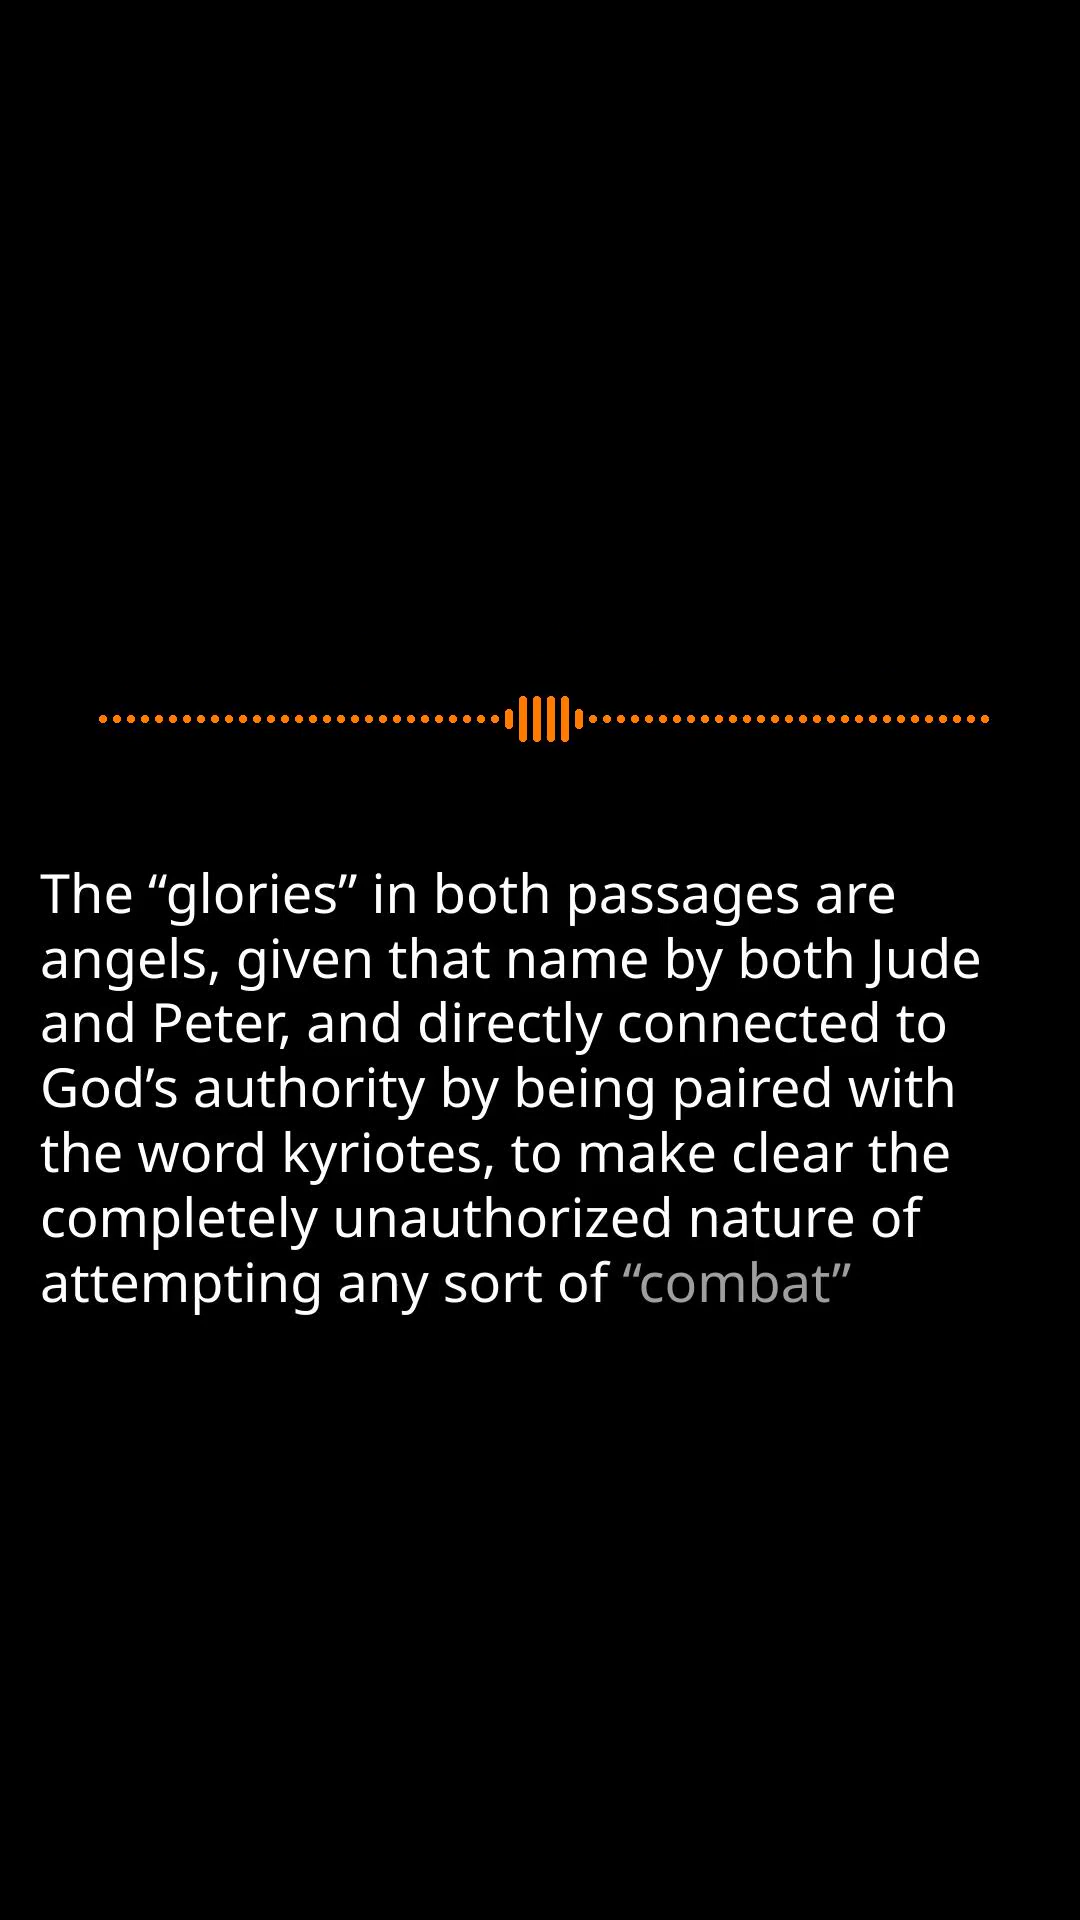 The “glories” in both passages are
angels, given that name by both Jude
and Peter, and directly connected to
God’s authority by being paired with
the word kyriotes, to make clear the
completely unauthorized nature of
attempting any sort of “combat”